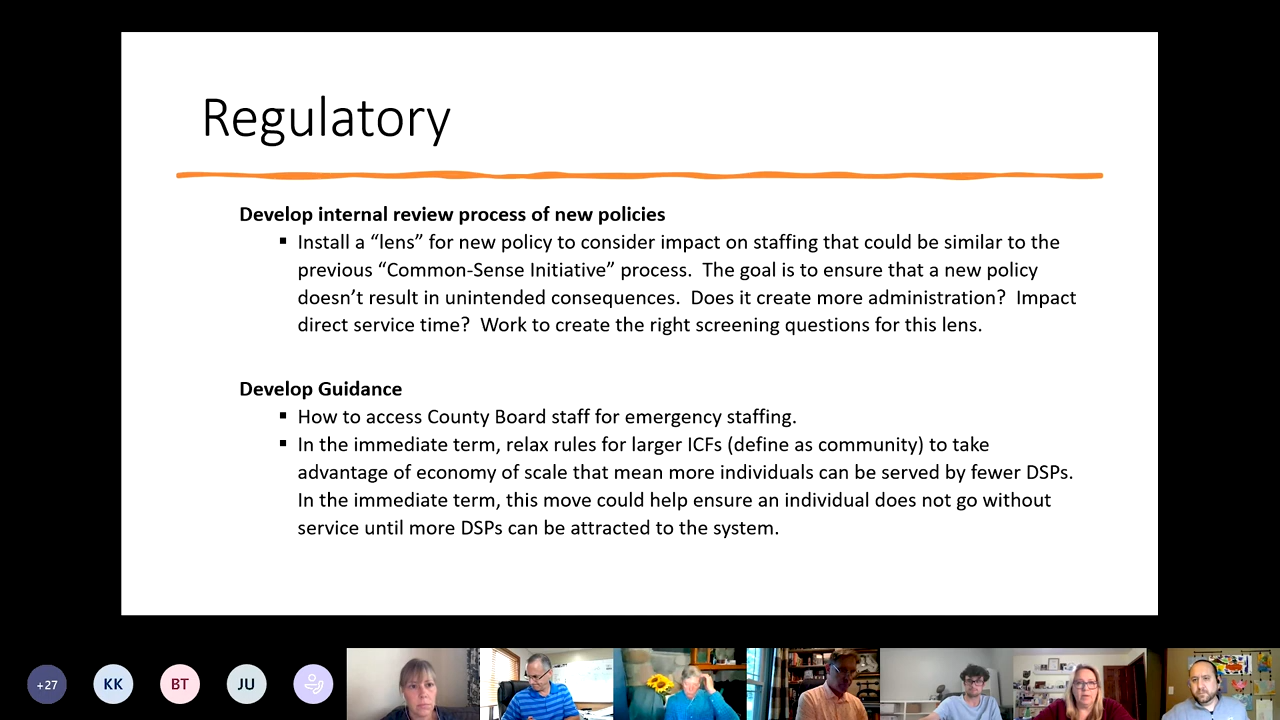 Regulatory
Develop internal review process of new policies
▪ Install a “lens” for new policy to consider impact on staffing that could be similar to the
previous “Common-Sense Initiative” process.  The goal is to ensure that a new policy
doesn’t result in unintended consequences.  Does it create more administration?  Impact
direct service time?  Work to create the right screening questions for this lens.
Develop Guidance
▪ How to access County Board staff for emergency staffing.
▪ In the immediate term, relax rules for larger ICFs (define as community) to take
advantage of economy of scale that mean more individuals can be served by fewer DSPs.
In the immediate term, this move could help ensure an individual does not go without
service until more DSPs can be attracted to the system.
+27 KK BT JU